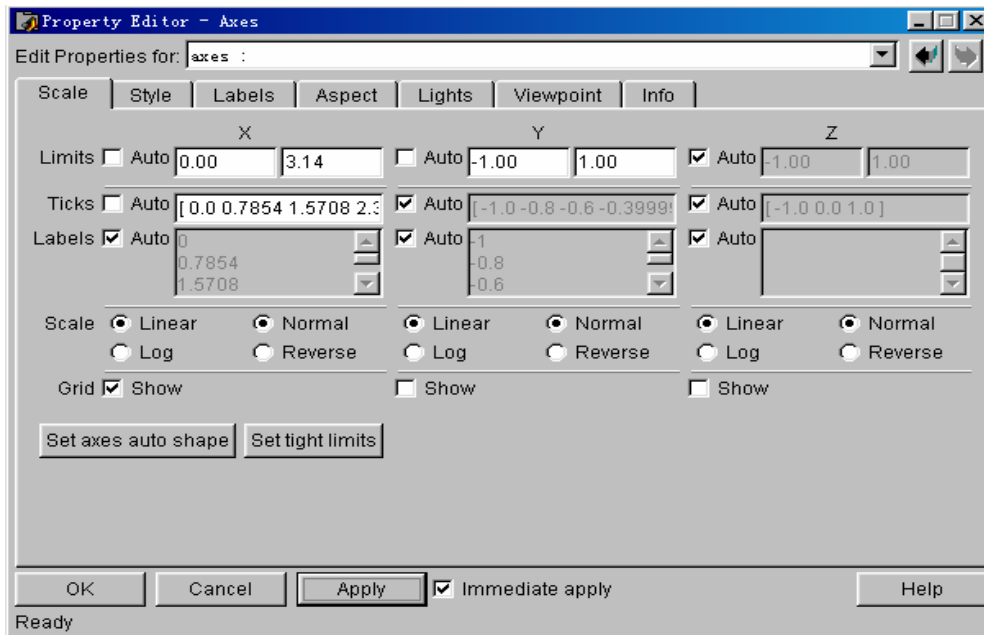 Property Editor - Axes
Edit Properties for: axes :
Scale Style Labels Aspect Lights Viewpoint Info
X Y Z
Limits Auto 0.00 3.14 Auto -1.00 1.00 Auto -1.00 1.00
Ticks Auto [ 0.0 0.7854 1.5708 2.3 Auto [ -1.0 -0.8 -0.6 -0.3999 Auto [ -1.0 0.0 1.0 ]
Labels Auto 0 Auto -1 Auto
0.7854 -0.8
1.5708 -0.6
Scale Linear Normal Linear Normal Linear Normal
Log Reverse Log Reverse Log Reverse
Grid Show Show Show
Set axes auto shape Set tight limits
OK Cancel Apply Immediate apply Help
Ready